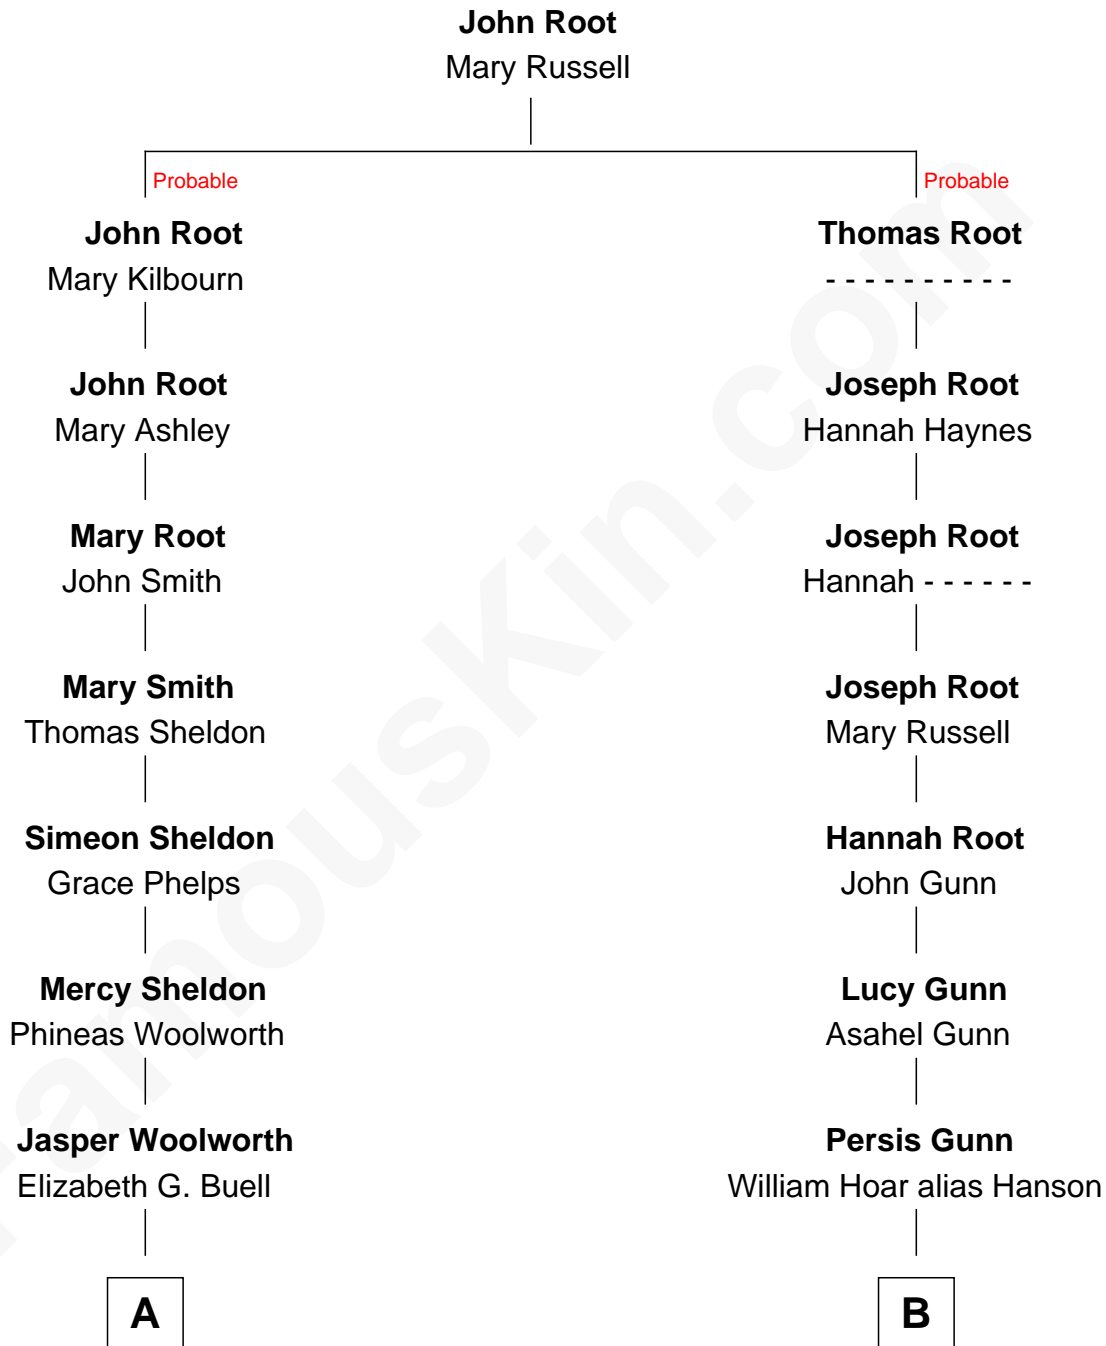 John Root
Mary Russell
Probable
Probable
John Root
Thomas Root
Mary Kilbourn
- - - - - - - - - -
John Root
Joseph Root
Mary Ashley
Hannah Haynes
Mary Root
Joseph Root
John Smith
Hannah - - - - - -
Mary Smith
Joseph Root
Thomas Sheldon
Mary Russell
Simeon Sheldon
Hannah Root
Grace Phelps
John Gunn
Mercy Sheldon
Lucy Gunn
Phineas Woolworth
Asahel Gunn
Jasper Woolworth
Persis Gunn
Elizabeth G. Buell
William Hoar alias Hanson
A
B
FamousKin.com